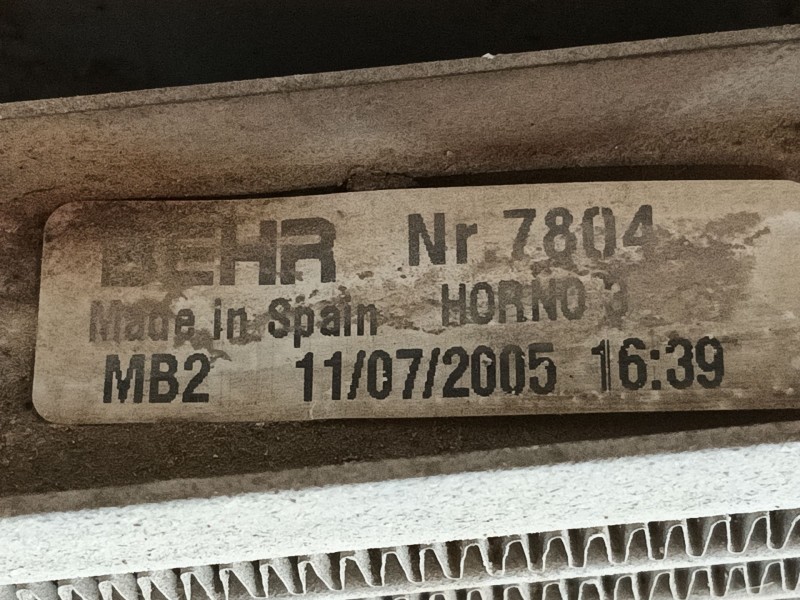 BEHR Nr.7804
Made in Spain HORNO 3
MB2 11/07/2005 16:39